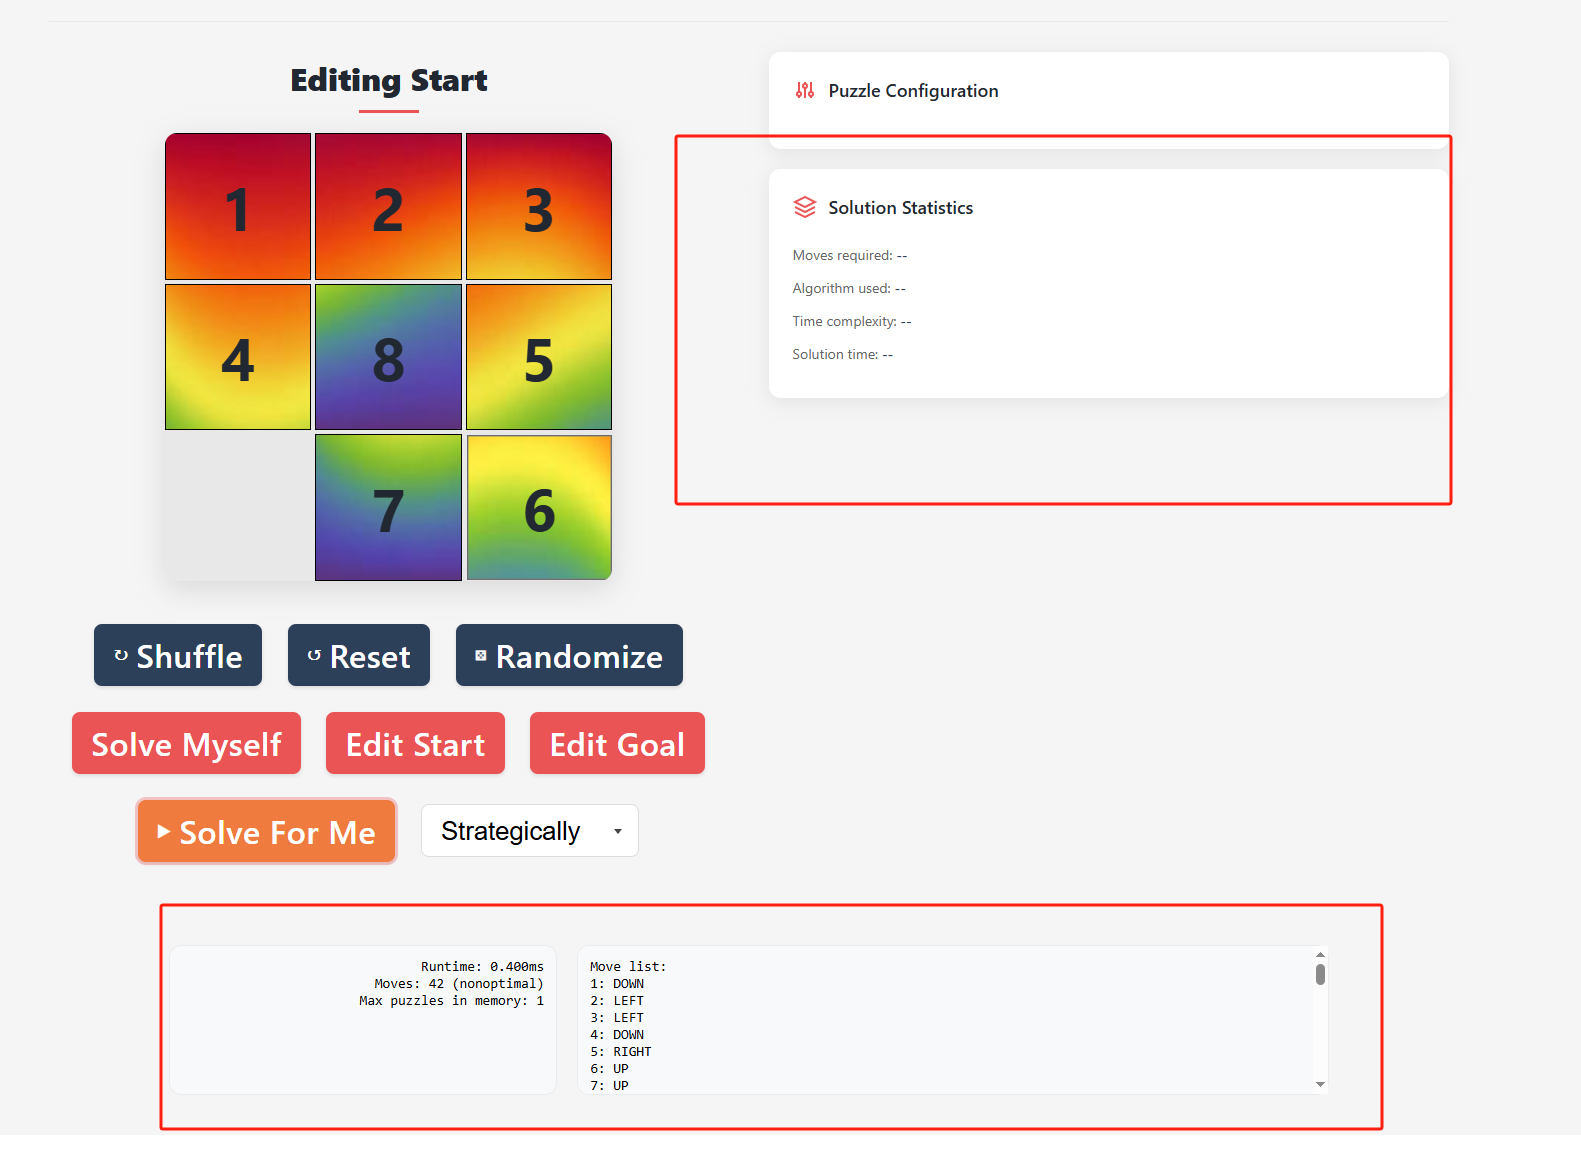 Editing Start
1 2 3
4 8 5
7 6
↻ Shuffle
↺ Reset
⚄ Randomize
Solve Myself
Edit Start
Edit Goal
▶ Solve For Me
Strategically
Puzzle Configuration
Solution Statistics
Moves required: --
Algorithm used: --
Time complexity: --
Solution time: --
Runtime: 0.400ms
Moves: 42 (nonoptimal)
Max puzzles in memory: 1
Move list:
1: DOWN
2: LEFT
3: LEFT
4: DOWN
5: RIGHT
6: UP
7: UP